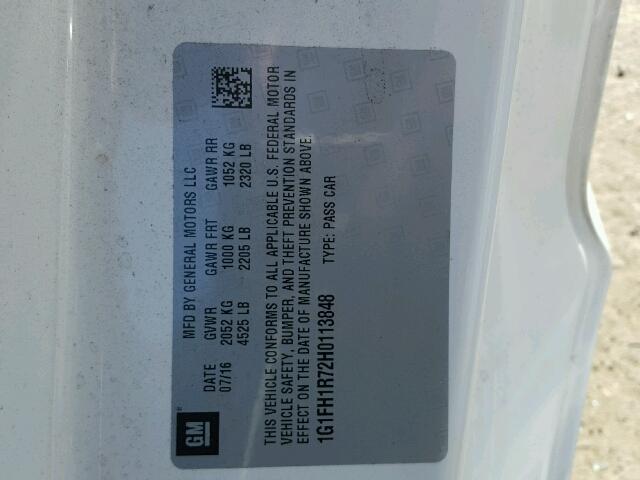 MFD BY GENERAL MOTORS LLC
DATE GVWR GAWR FRT GAWR RR
07/16 2052 KG 1000 KG 1052 KG
4525 LB 2205 LB 2320 LB
THIS VEHICLE CONFORMS TO ALL APPLICABLE U.S. FEDERAL MOTOR
VEHICLE SAFETY, BUMPER, AND THEFT PREVENTION STANDARDS IN
EFFECT ON THE DATE OF MANUFACTURE SHOWN ABOVE.
1G1FH1R72H0113848 TYPE: PASS CAR
GM